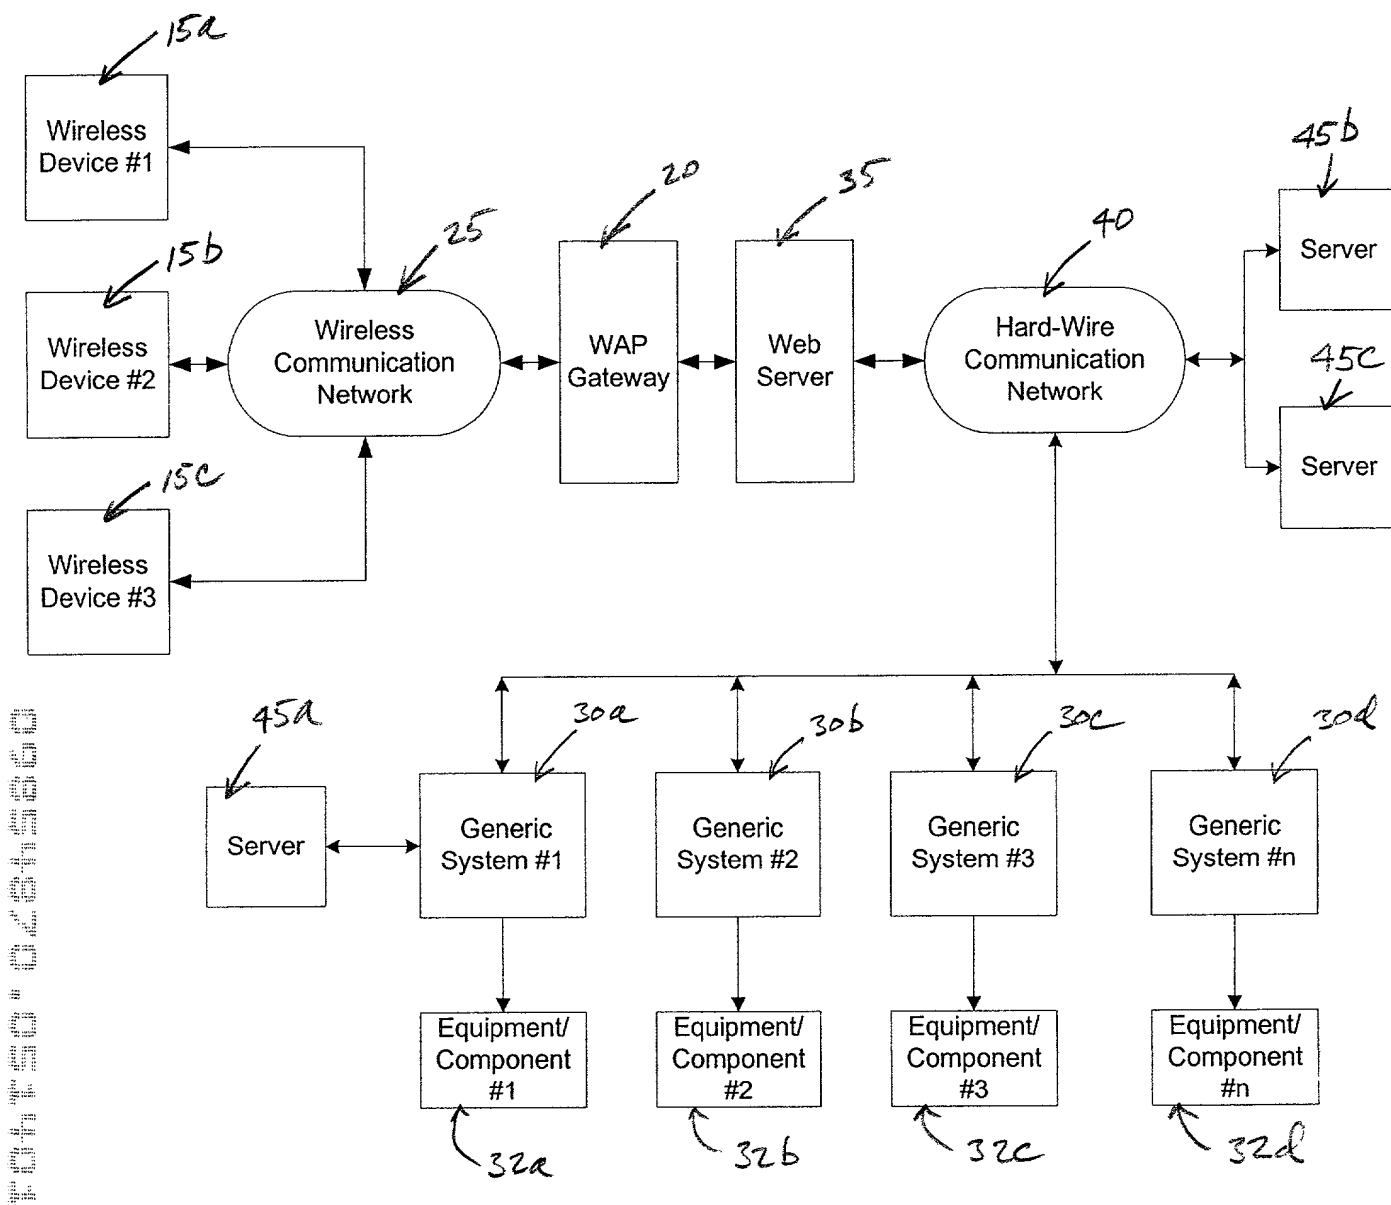 15a
Wireless
Device #1
15b
Wireless
Device #2
15c
Wireless
Device #3
25
Wireless
Communication
Network
20
WAP
Gateway
35
Web
Server
40
Hard-Wire
Communication
Network
45b
Server
45c
Server
45a
Server
30a
Generic
System #1
30b
Generic
System #2
30c
Generic
System #3
30d
Generic
System #n
Equipment/
Component
#1
32a
Equipment/
Component
#2
32b
Equipment/
Component
#3
32c
Equipment/
Component
#n
32d